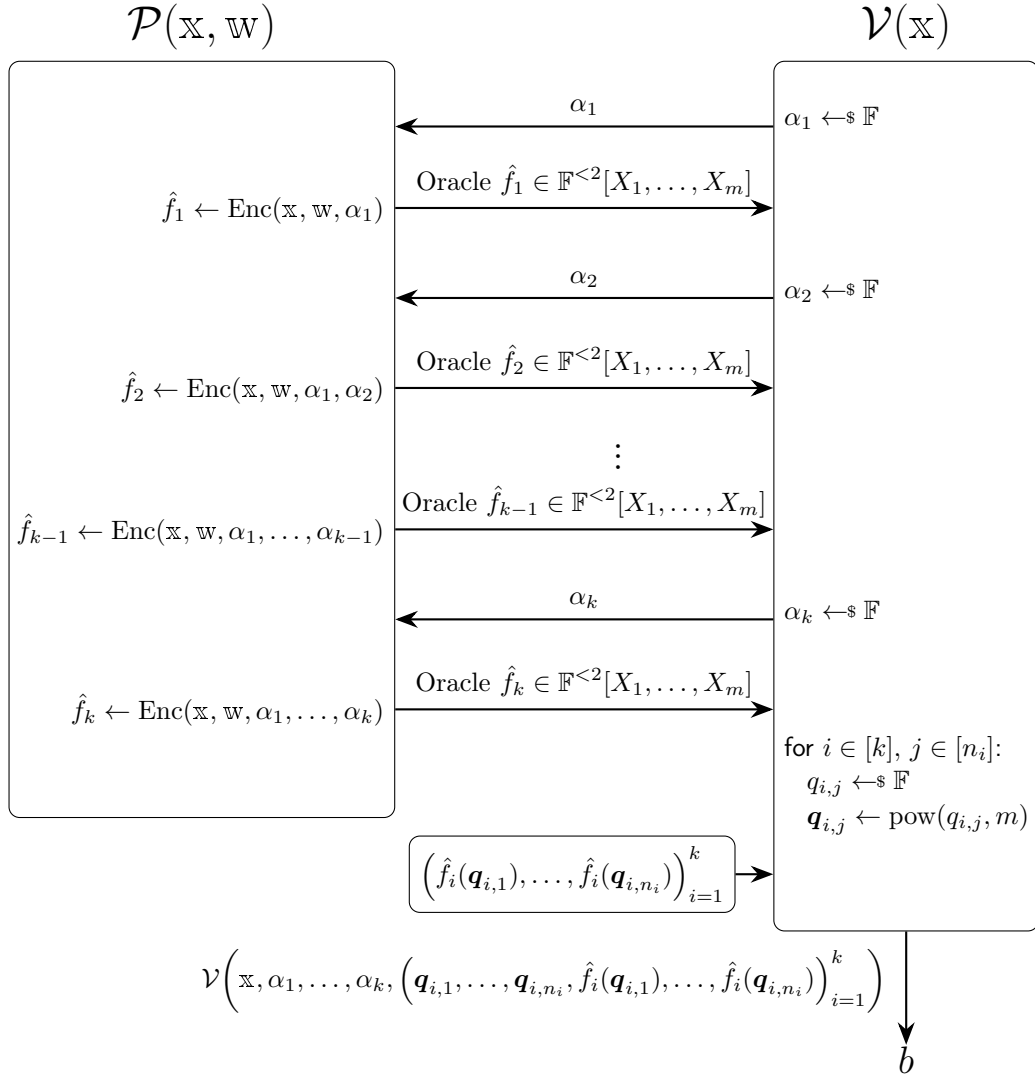 𝒫(𝕩, 𝕨)
𝒱(𝕩)
α₁
α₁ ←$ 𝔽
Oracle f̂₁ ∈ 𝔽^{<2}[X₁, . . . , X_m]
f̂₁ ← Enc(𝕩, 𝕨, α₁)
α₂
α₂ ←$ 𝔽
Oracle f̂₂ ∈ 𝔽^{<2}[X₁, . . . , X_m]
f̂₂ ← Enc(𝕩, 𝕨, α₁, α₂)
⋮
Oracle f̂_{k−1} ∈ 𝔽^{<2}[X₁, . . . , X_m]
f̂_{k−1} ← Enc(𝕩, 𝕨, α₁, . . . , α_{k−1})
α_k
α_k ←$ 𝔽
Oracle f̂_k ∈ 𝔽^{<2}[X₁, . . . , X_m]
f̂_k ← Enc(𝕩, 𝕨, α₁, . . . , α_k)
for i ∈ [k], j ∈ [n_i]:
q_{i,j} ←$ 𝔽
𝒒_{i,j} ← pow(q_{i,j}, m)
(f̂_i(𝒒_{i,1}), . . . , f̂_i(𝒒_{i,n_i}))_{i=1}^{k}
𝒱(𝕩, α₁, . . . , α_k, (𝒒_{i,1}, . . . , 𝒒_{i,n_i}, f̂_i(𝒒_{i,1}), . . . , f̂_i(𝒒_{i,n_i}))_{i=1}^{k})
b